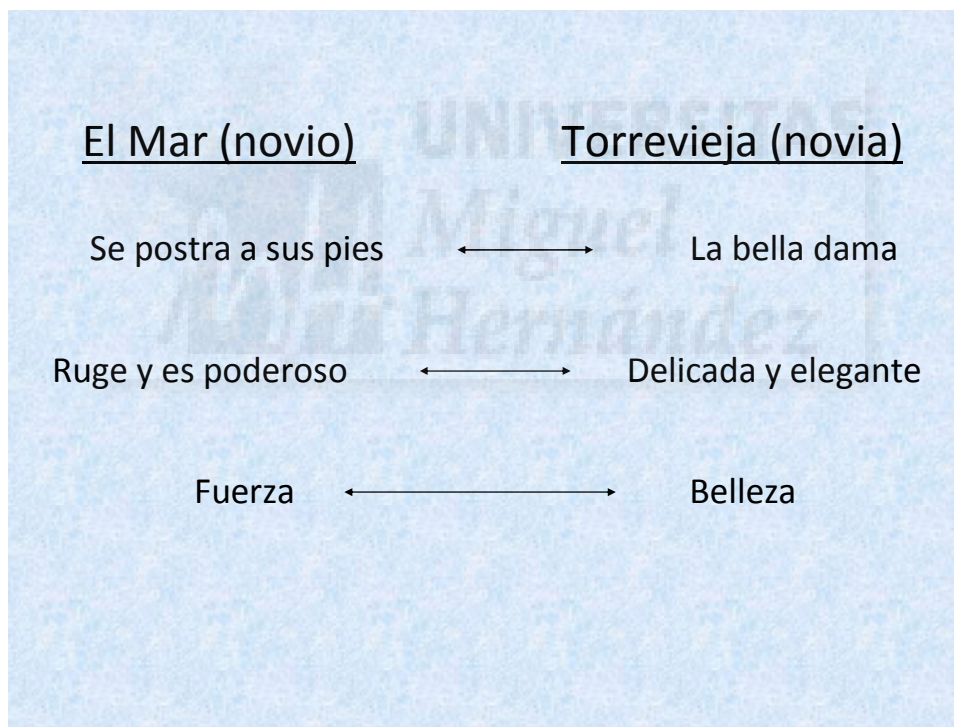 El Mar (novio) Torrevieja (novia)
UNIVERSITAS
Miguel
Hernández
Se postra a sus pies La bella dama
Ruge y es poderoso Delicada y elegante
Fuerza Belleza